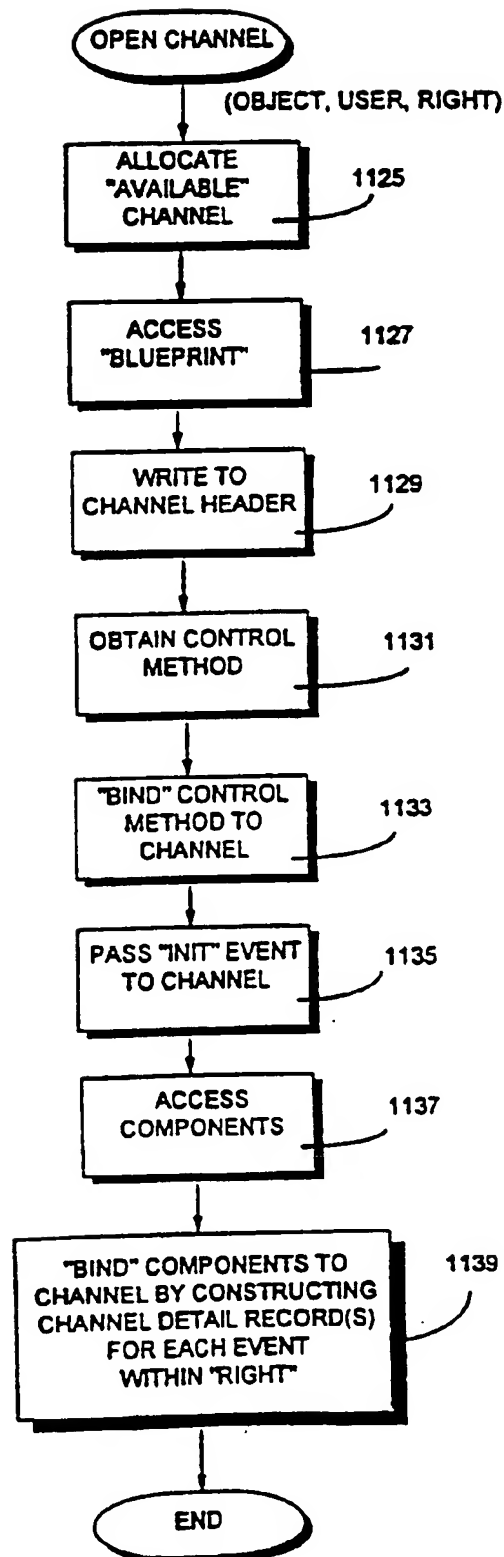 OPEN CHANNEL
(OBJECT, USER, RIGHT)
ALLOCATE
"AVAILABLE"
CHANNEL
1125
ACCESS
"BLUEPRINT"
1127
WRITE TO
CHANNEL HEADER
1129
OBTAIN CONTROL
METHOD
1131
"BIND" CONTROL
METHOD TO
CHANNEL
1133
PASS "INIT" EVENT
TO CHANNEL
1135
ACCESS
COMPONENTS
1137
"BIND" COMPONENTS TO
CHANNEL BY CONSTRUCTING
CHANNEL DETAIL RECORD(S)
FOR EACH EVENT
WITHIN "RIGHT"
1139
END